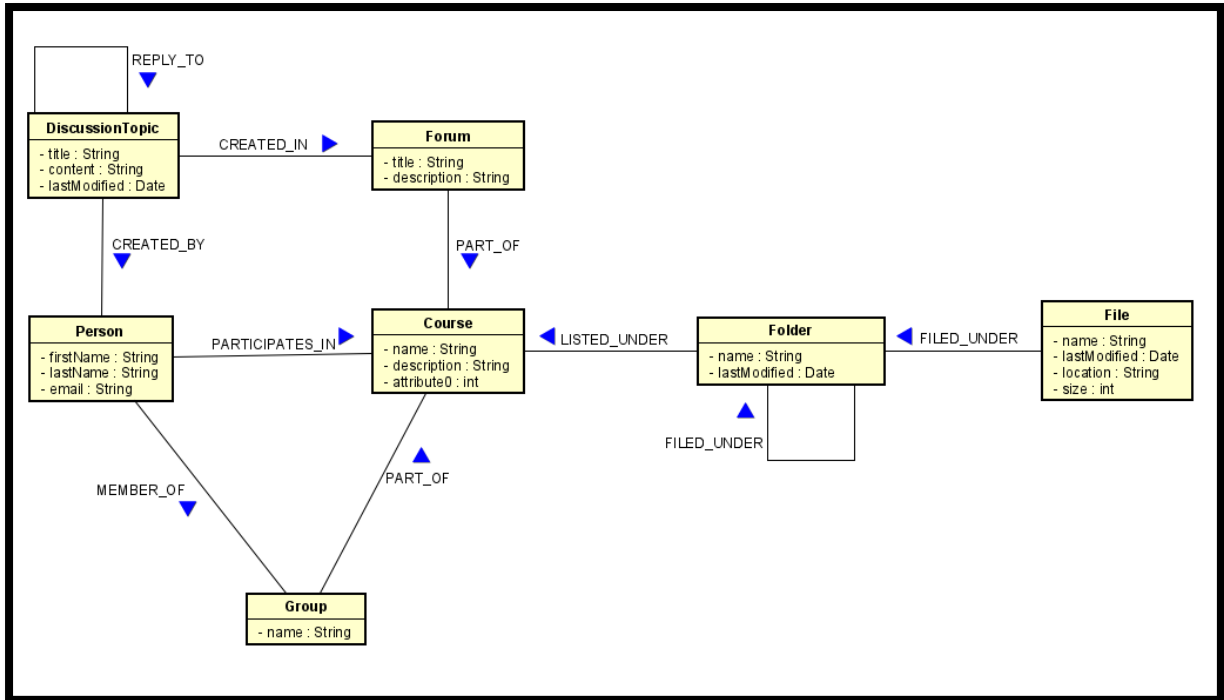 REPLY_TO
DiscussionTopic
- title : String
- content : String
- lastModified : Date
CREATED_IN
Forum
- title : String
- description : String
CREATED_BY
PART_OF
Person
- firstName : String
- lastName : String
- email : String
PARTICIPATES_IN
Course
- name : String
- description : String
- attribute0 : int
LISTED_UNDER
Folder
- name : String
- lastModified : Date
FILED_UNDER
File
- name : String
- lastModified : Date
- location : String
- size : int
FILED_UNDER
MEMBER_OF
PART_OF
Group
- name : String